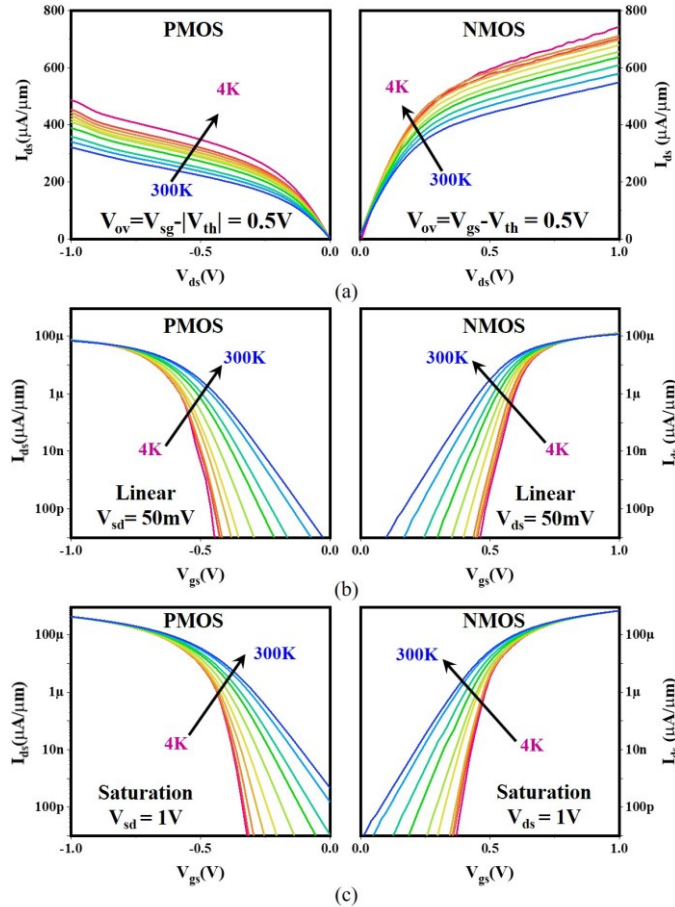 PMOS
NMOS
800
600
400
200
0
I_ds(μA/μm)
4K
300K
V_ov=V_sg-|V_th| = 0.5V
-1.0
-0.5
0.0
V_ds(V)
4K
300K
V_ov=V_gs-V_th = 0.5V
0.0
0.5
1.0
V_ds(V)
800
600
400
200
0
I_ds (μA/μm)
(a)
PMOS
NMOS
100μ
1μ
10n
100p
I_ds(μA/μm)
300K
4K
Linear
V_sd= 50mV
-1.0
-0.5
0.0
V_gs(V)
300K
4K
Linear
V_ds= 50mV
0.0
0.5
1.0
V_gs(V)
100μ
1μ
10n
100p
(μA/μm)
(b)
PMOS
NMOS
100μ
1μ
10n
100p
I_ds(μA/μm)
300K
4K
Saturation
V_sd = 1V
-1.0
-0.5
0.0
V_gs(V)
300K
4K
Saturation
V_ds = 1V
0.0
0.5
1.0
V_gs(V)
100μ
1μ
10n
100p
(μA/μm)
(c)